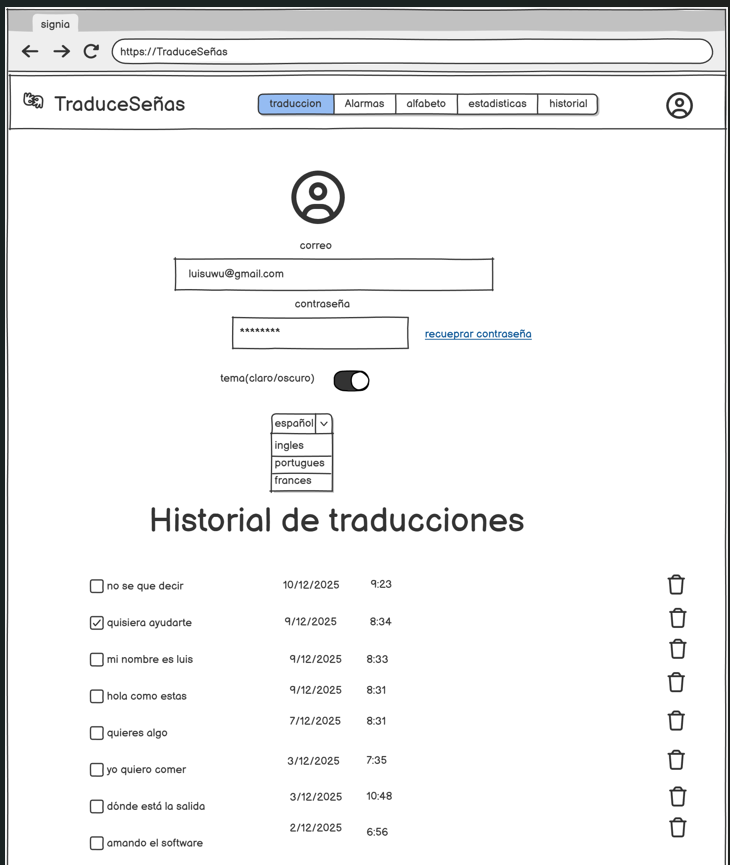 signia
https://TraduceSeñas
TraduceSeñas
traduccion Alarmas alfabeto estadisticas historial
correo
luisuwu@gmail.com
contraseña
********
recueprar contraseña
tema(claro/oscuro)
español
ingles
portugues
frances
Historial de traducciones
no se que decir 10/12/2025 9:23
quisiera ayudarte 9/12/2025 8:34
mi nombre es luis 9/12/2025 8:33
hola como estas 9/12/2025 8:31
quieres algo 7/12/2025 8:31
yo quiero comer 3/12/2025 7:35
dónde está la salida 3/12/2025 10:48
amando el software 2/12/2025 6:56